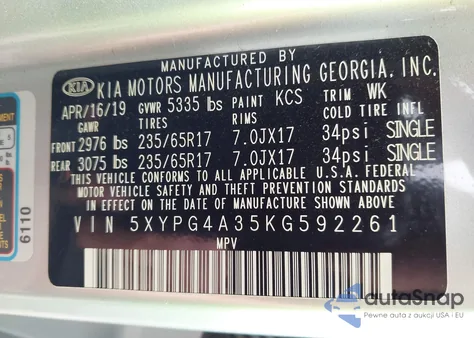 MANUFACTURED BY
KIA KIA MOTORS MANUFACTURING GEORGIA, INC.
APR/16/19 GVWR 5335 lbs PAINT KCS TRIM WK
GAWR TIRES RIMS COLD TIRE INFL
FRONT 2976 lbs 235/65R17 7.0JX17 34psi SINGLE
REAR 3075 lbs 235/65R17 7.0JX17 34psi SINGLE
THIS VEHICLE CONFORMS TO ALL APPLICABLE U.S.A. FEDERAL
MOTOR VEHICLE SAFETY AND THEFT PREVENTION STANDARDS
IN EFFECT ON THE DATE OF MANUFACTURE SHOWN ABOVE
VIN 5XYPG4A35KG592261
MPV
6110
autaSnap
Pewne auta z aukcji USA i EU